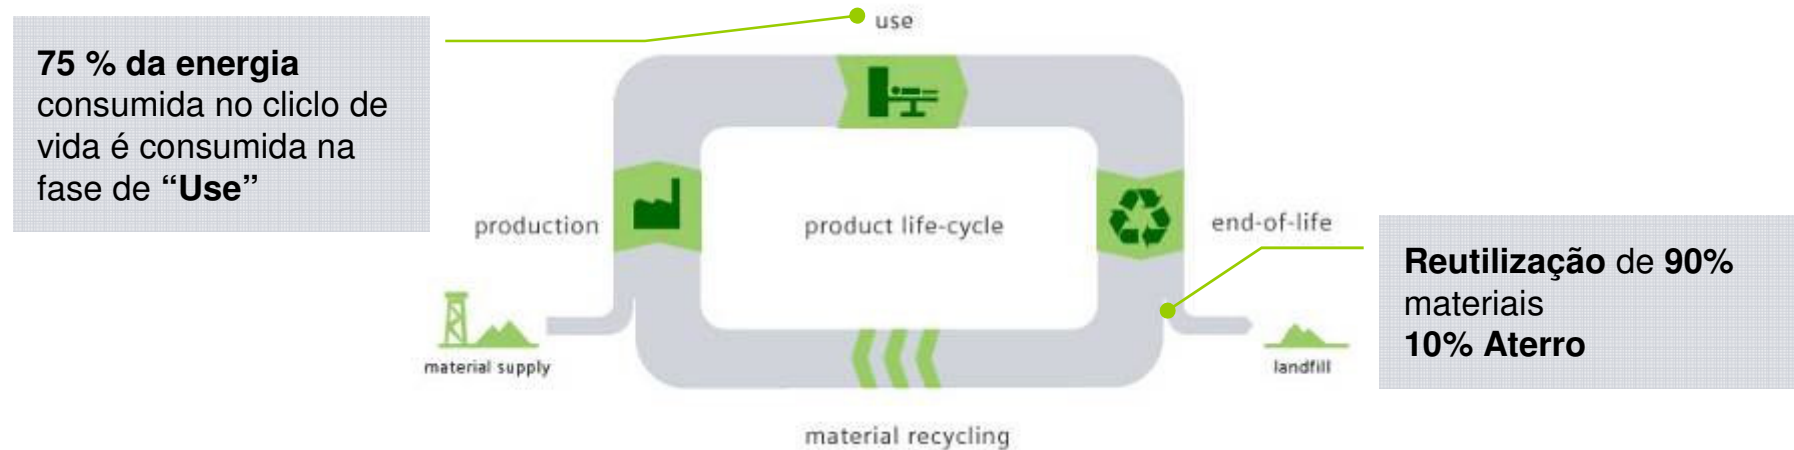 75 % da energia
consumida no cliclo de
vida é consumida na
fase de “Use”
use
production
product life-cycle
end-of-life
Reutilização de 90%
materiais
10% Aterro
material supply
landfill
material recycling